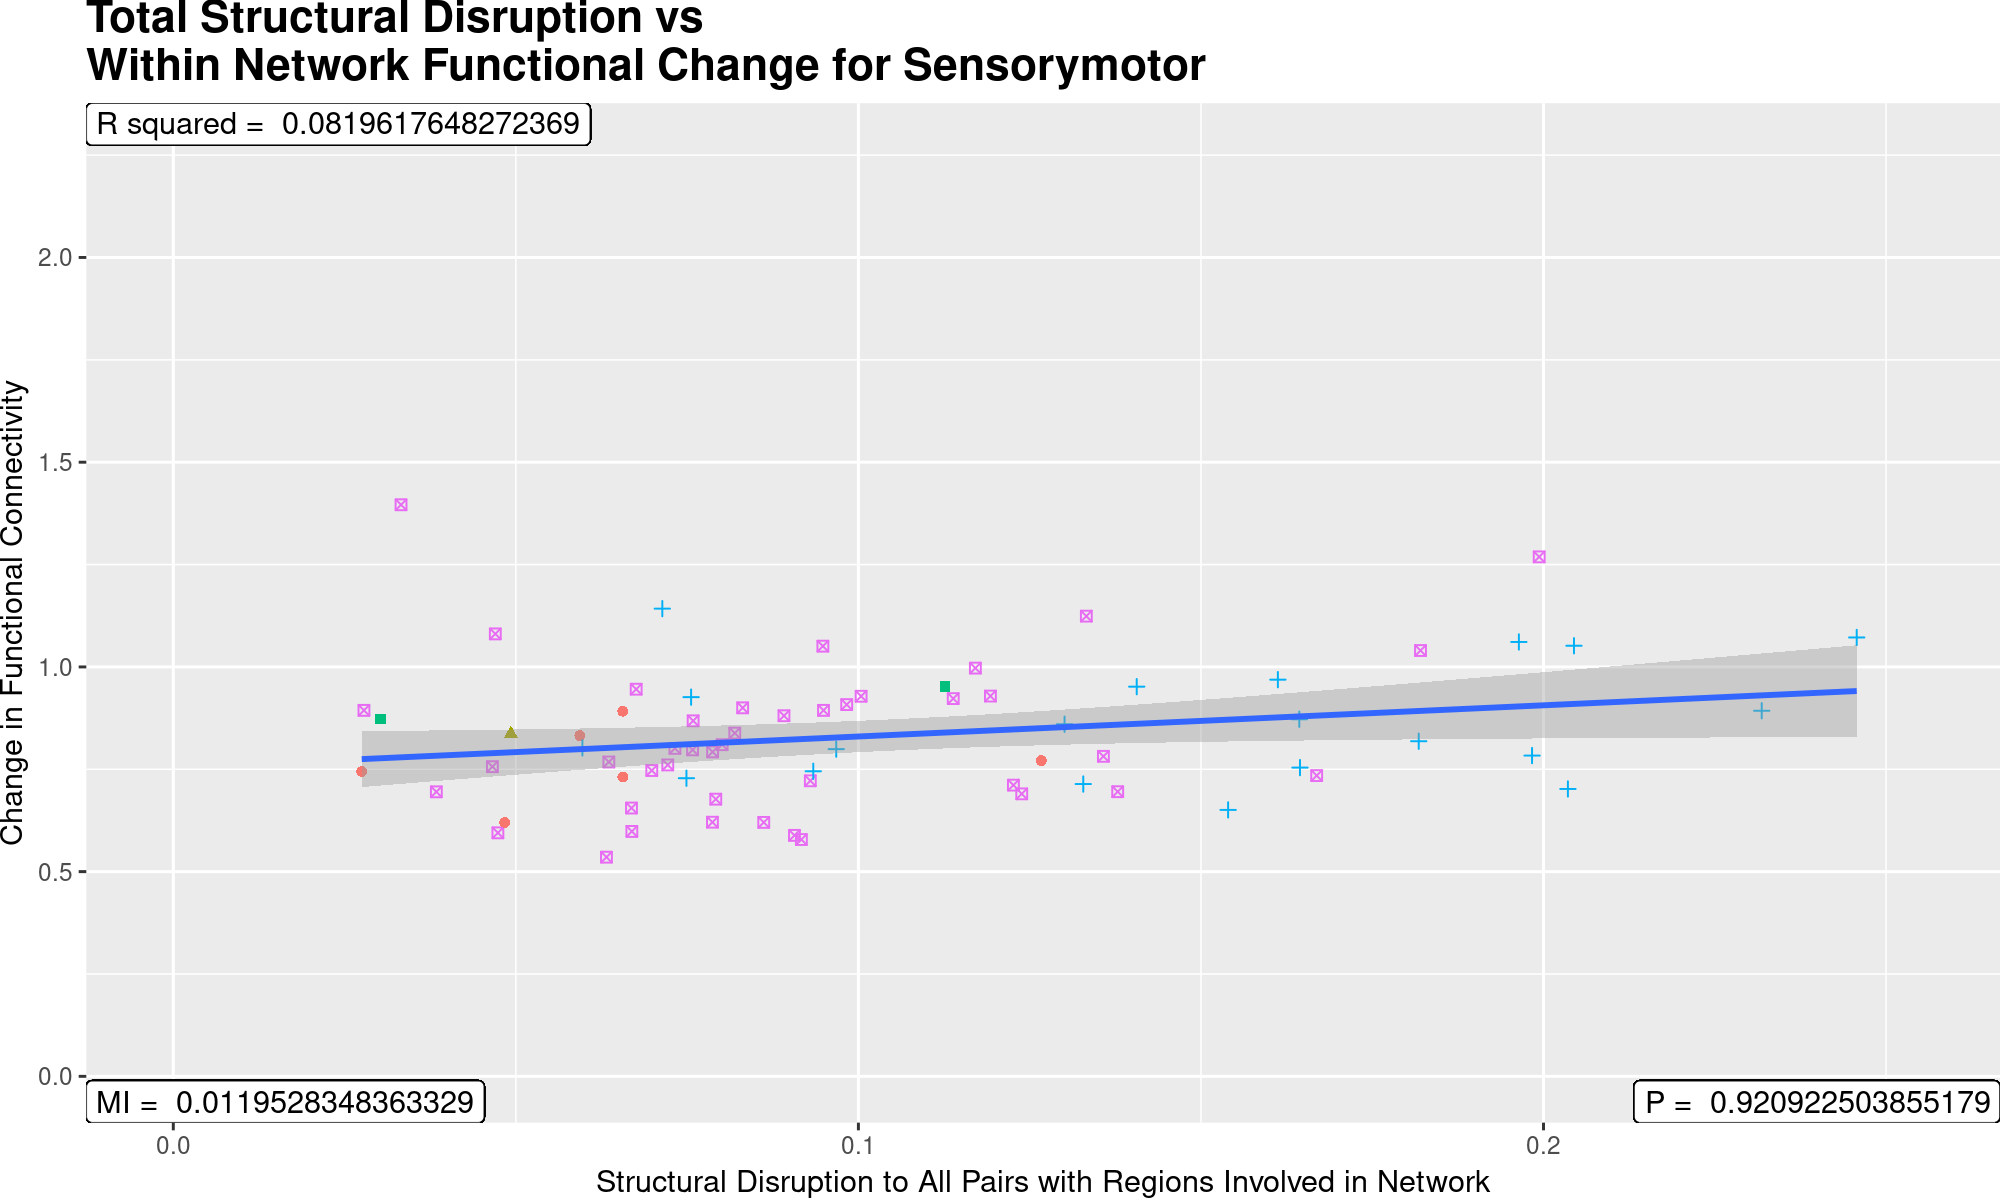 Total Structural Disruption vs
Within Network Functional Change for Sensorymotor
R squared =  0.0819617648272369
2.0
1.5
1.0
0.5
0.0
Change in Functional Connectivity
MI =  0.0119528348363329
P =  0.920922503855179
0.0
0.1
0.2
Structural Disruption to All Pairs with Regions Involved in Network